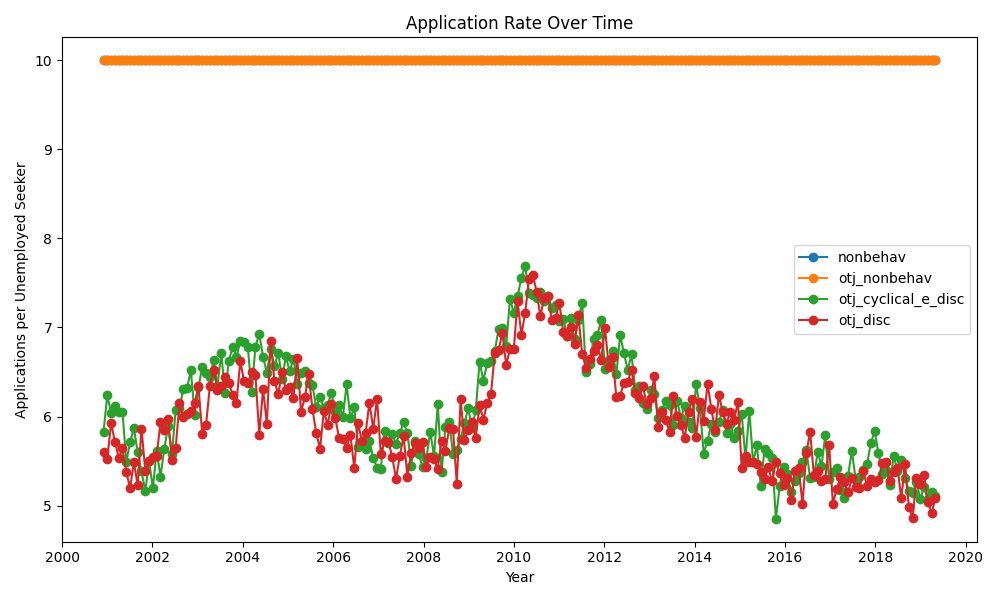 Application Rate Over Time
Applications per Unemployed Seeker
10
9
8
7
6
5
nonbehav
otj_nonbehav
otj_cyclical_e_disc
otj_disc
2000 2002 2004 2006 2008 2010 2012 2014 2016 2018 2020
Year